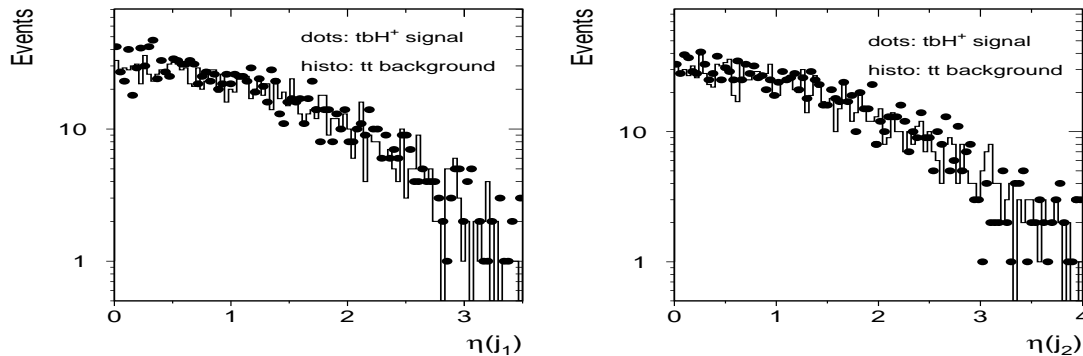 Events
dots: tbH⁺ signal
histo: tt background
10
1
0
1
2
3
η(j₁)
Events
dots: tbH⁺ signal
histo: tt background
10
1
0
1
2
3
4
η(j₂)